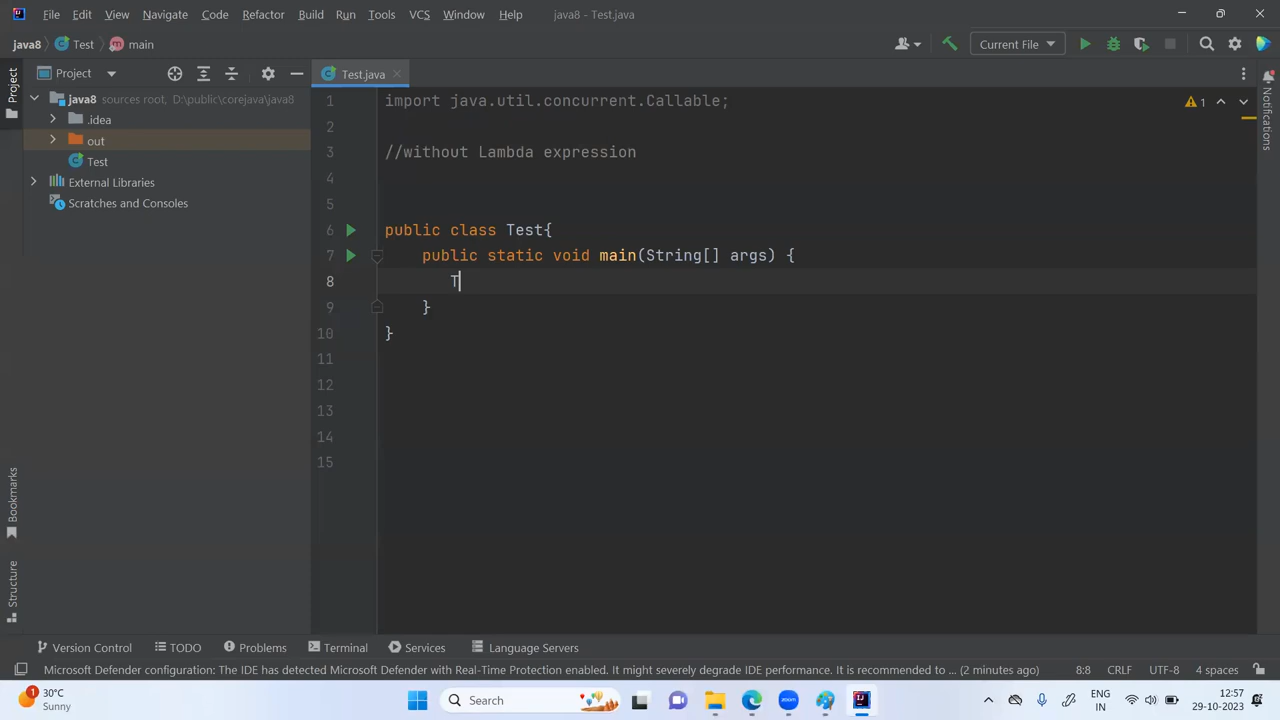 File Edit View Navigate Code Refactor Build Run Tools VCS Window Help java8 - Test.java
java8 Test main Current File
Project Test.java
Project
java8 sources root, D:\public\corejava\java8
.idea
out
Test
External Libraries
Scratches and Consoles
Bookmarks
Structure
1 import java.util.concurrent.Callable;
2
3 //without Lambda expression
4
5
6 public class Test{
7 public static void main(String[] args) {
8 T
9 }
10 }
11
12
13
14
15
1
Notifications
Version Control TODO Problems Terminal Services Language Servers
Microsoft Defender configuration: The IDE has detected Microsoft Defender with Real-Time Protection enabled. It might severely degrade IDE performance. It is recommended to ... (2 minutes ago) 8:8 CRLF UTF-8 4 spaces
1 30°C
Sunny
Search
zoom
ENG
IN
12:57
29-10-2023